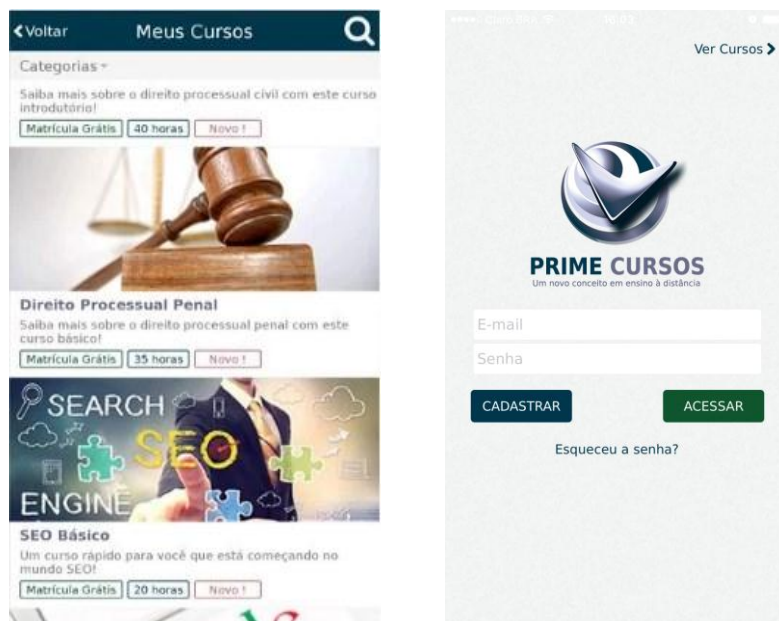 Voltar
Meus Cursos
Categorias
Saiba mais sobre o direito processual civil com este curso
introdutório!
Matrícula Grátis
40 horas
Novo !
Direito Processual Penal
Saiba mais sobre o direito processual penal com este
curso básico!
Matrícula Grátis
35 horas
Novo !
SEARCH
SEO
ENGINE
SEO Básico
Um curso rápido para você que está começando no
mundo SEO!
Matrícula Grátis
20 horas
Novo !
Ver Cursos
PRIME CURSOS
Um novo conceito em ensino à distância
E-mail
Senha
CADASTRAR
ACESSAR
Esqueceu a senha?